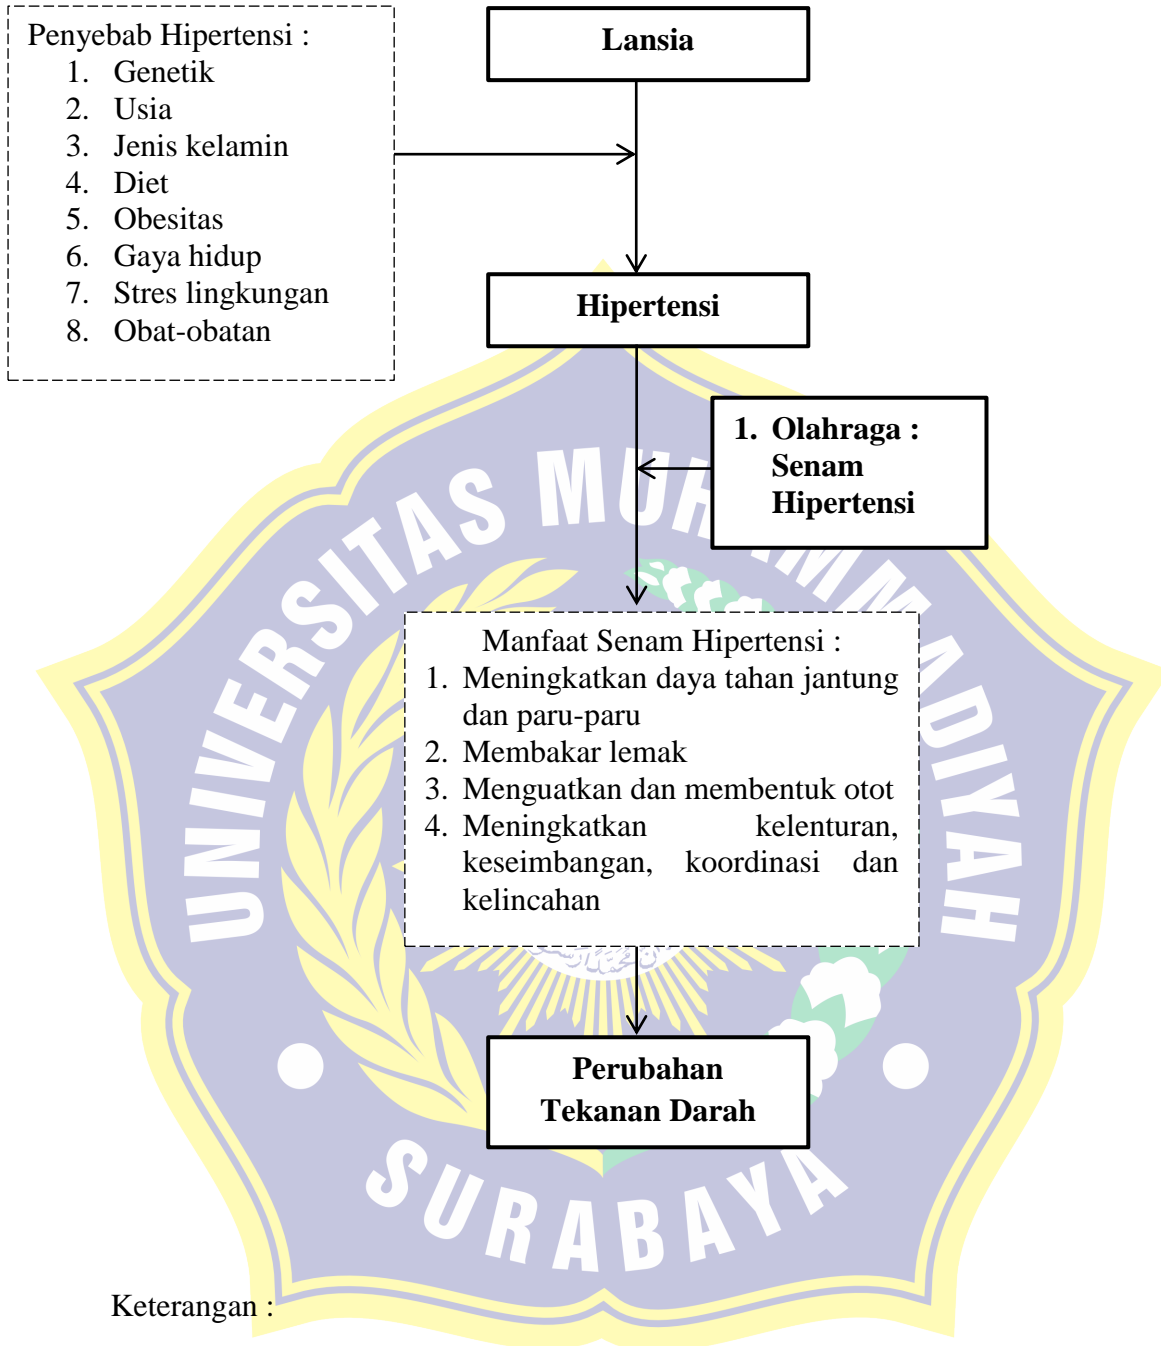 Penyebab Hipertensi :
1. Genetik
2. Usia
3. Jenis kelamin
4. Diet
5. Obesitas
6. Gaya hidup
7. Stres lingkungan
8. Obat-obatan
Lansia
Hipertensi
1. Olahraga :
Senam
Hipertensi
Manfaat Senam Hipertensi :
1. Meningkatkan daya tahan jantung
dan paru-paru
2. Membakar lemak
3. Menguatkan dan membentuk otot
4. Meningkatkan kelenturan,
keseimbangan, koordinasi dan
kelincahan
Perubahan
Tekanan Darah
UNIVERSITAS MUHAMMADIYAH
SURABAYA
Keterangan :